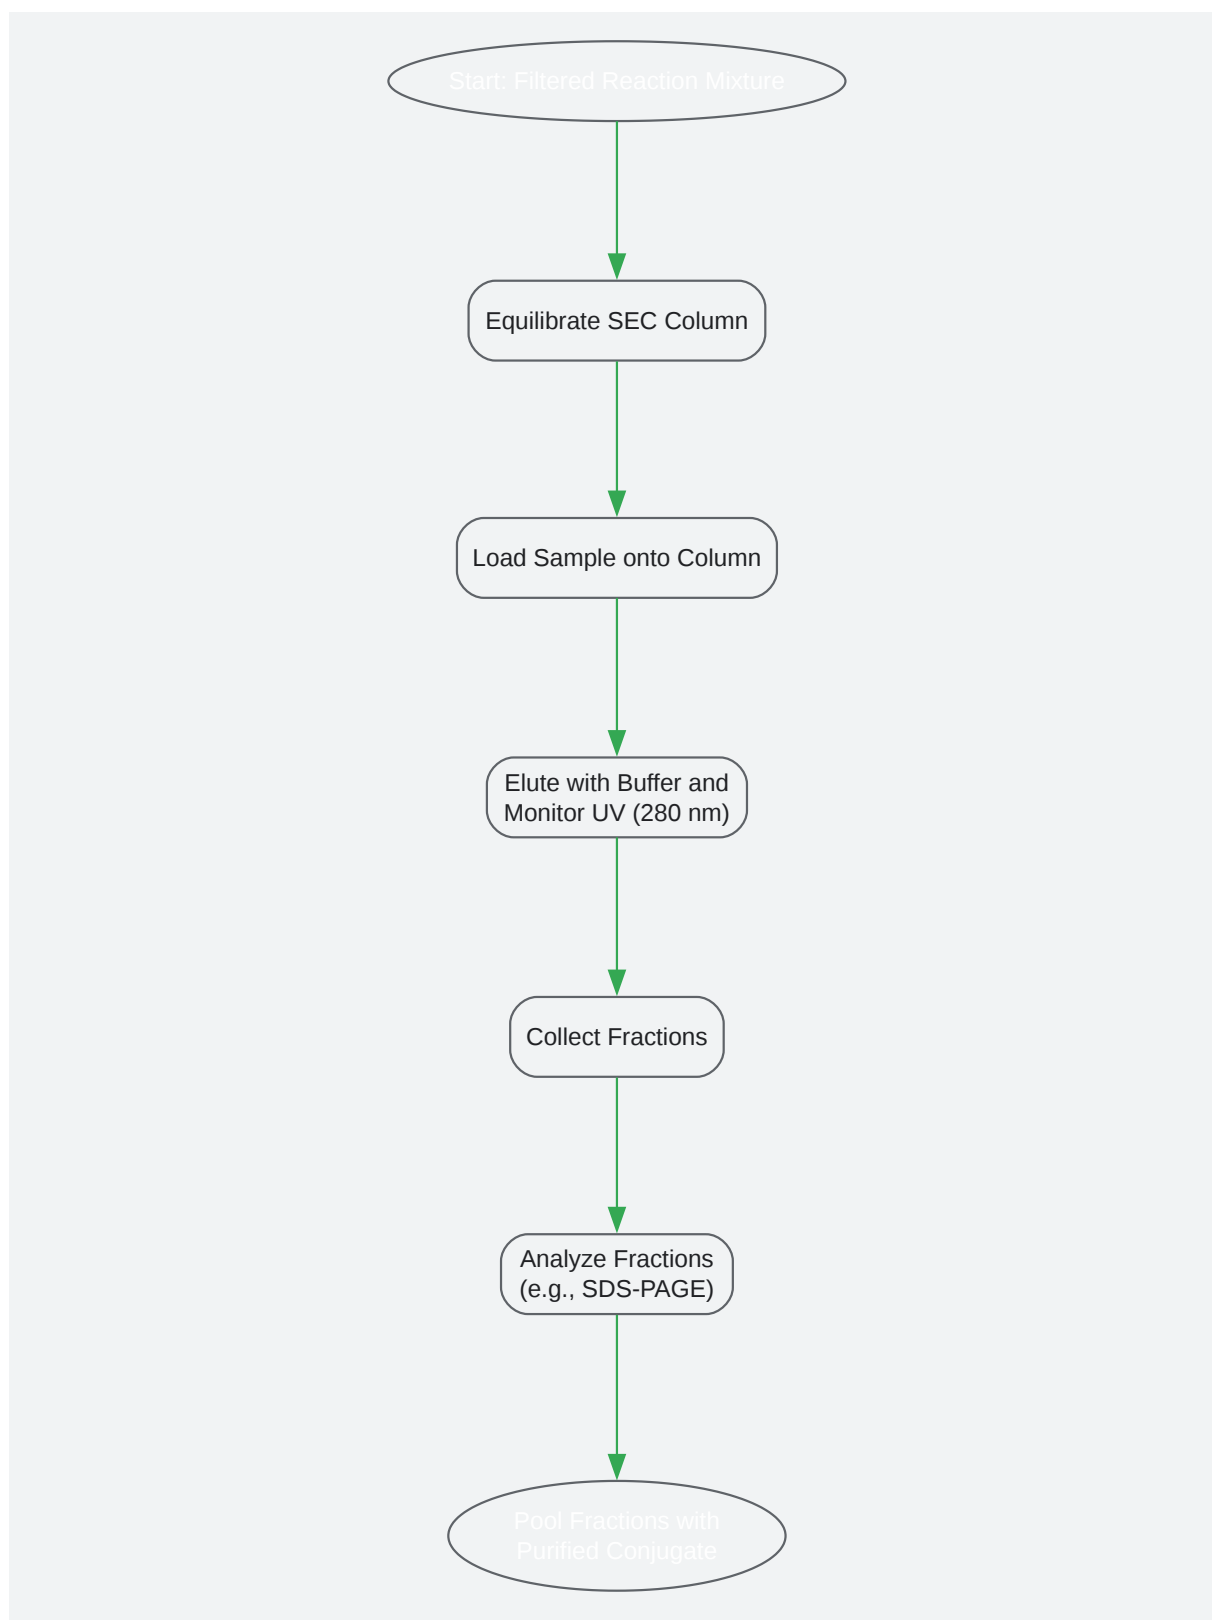 Start: Filtered Reaction Mixture
Equilibrate SEC Column
Load Sample onto Column
Elute with Buffer and
Monitor UV (280 nm)
Collect Fractions
Analyze Fractions
(e.g., SDS-PAGE)
Pool Fractions with
Purified Conjugate